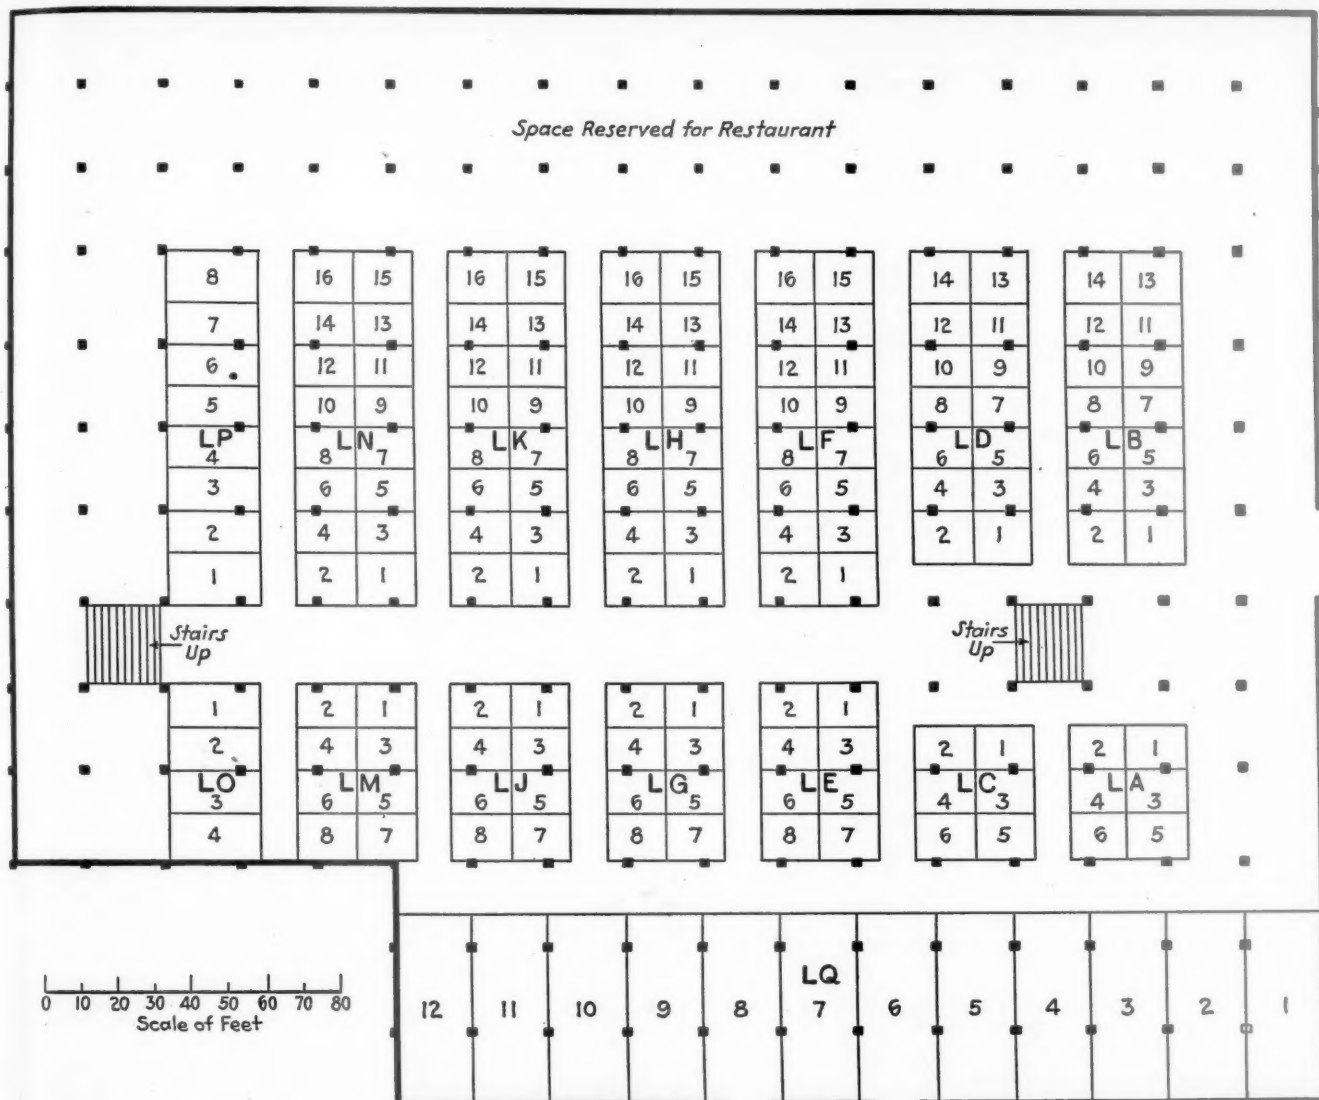 Space Reserved for Restaurant
8 16 15 16 15 16 15 16 15 14 13 14 13
7 14 13 14 13 14 13 14 13 12 11 12 11
6 12 11 12 11 12 11 12 11 10 9 10 9
5 10 9 10 9 10 9 10 9 8 7 8 7
LP LN LK LH LF LD LB
4 8 7 8 7 8 7 8 7 6 5 6 5
3 6 5 6 5 6 5 6 5 4 3 4 3
2 4 3 4 3 4 3 4 3 2 1 2 1
1 2 1 2 1 2 1 2 1
Stairs
Up
Stairs
Up
1 2 1 2 1 2 1 2 1
2 4 3 4 3 4 3 4 3 2 1 2 1
LO LM LJ LG LE LC LA
3 6 5 6 5 6 5 6 5 4 3 4 3
4 8 7 8 7 8 7 8 7 6 5 6 5
LQ
12 11 10 9 8 7 6 5 4 3 2 1
0 10 20 30 40 50 60 70 80
Scale of Feet